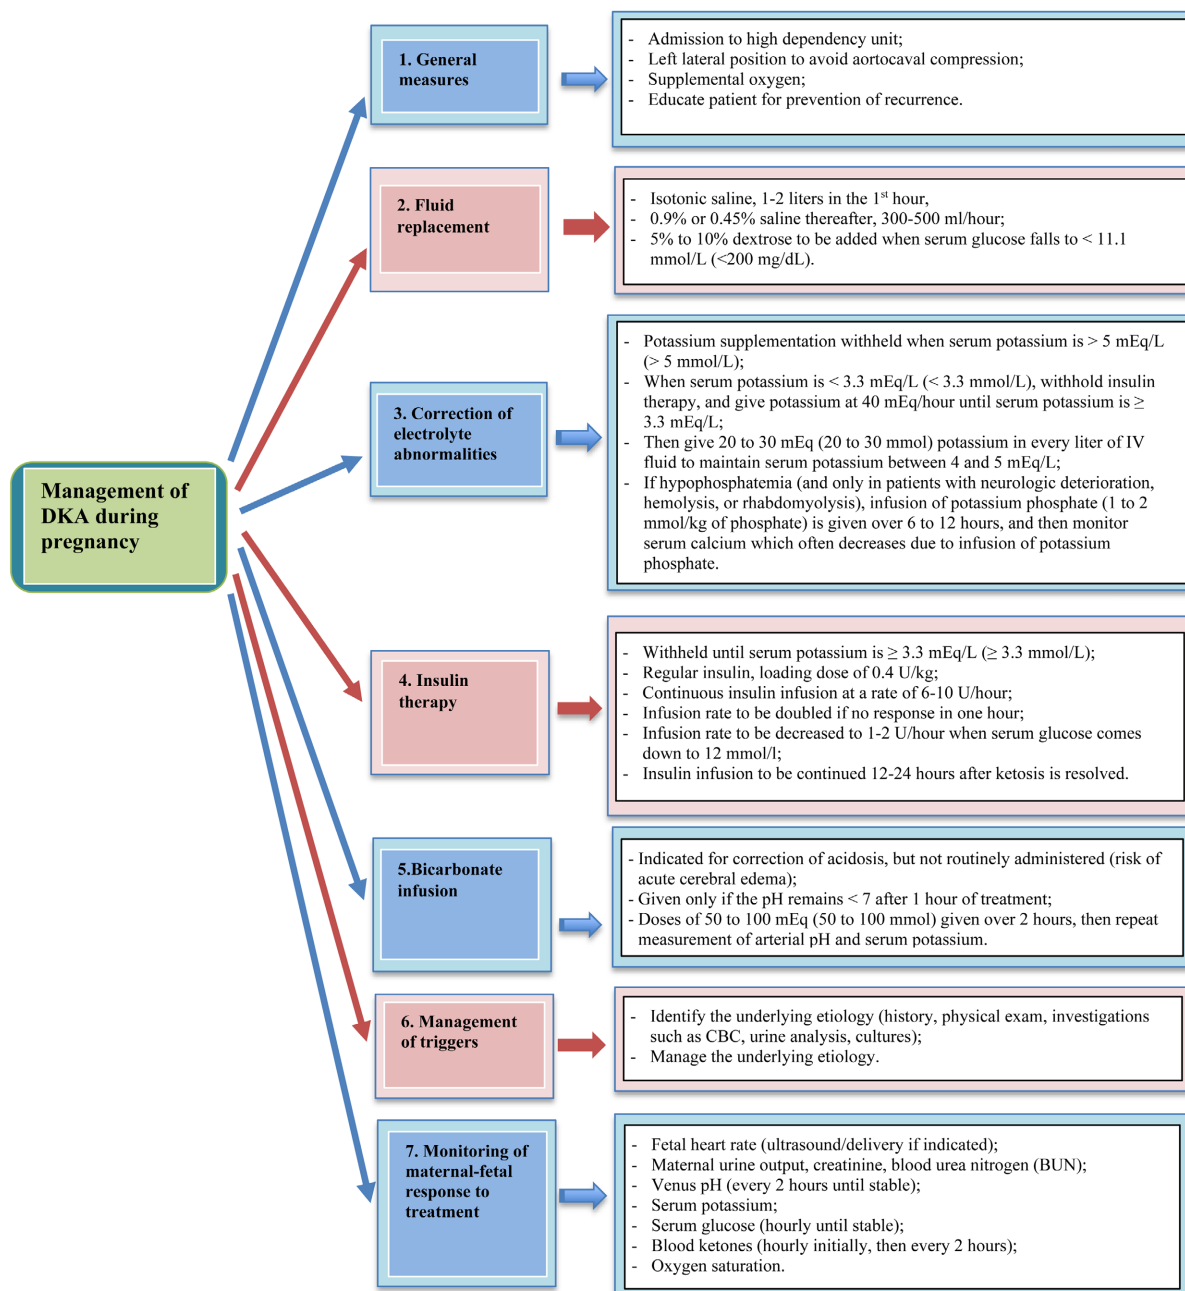 Management of
DKA during
pregnancy
1. General
measures
- Admission to high dependency unit;
- Left lateral position to avoid aortocaval compression;
- Supplemental oxygen;
- Educate patient for prevention of recurrence.
2. Fluid
replacement
- Isotonic saline, 1-2 liters in the 1st hour,
- 0.9% or 0.45% saline thereafter, 300-500 ml/hour;
- 5% to 10% dextrose to be added when serum glucose falls to < 11.1
mmol/L (<200 mg/dL).
3. Correction of
electrolyte
abnormalities
- Potassium supplementation withheld when serum potassium is > 5 mEq/L
(> 5 mmol/L);
- When serum potassium is < 3.3 mEq/L (< 3.3 mmol/L), withhold insulin
therapy, and give potassium at 40 mEq/hour until serum potassium is ≥
3.3 mEq/L;
- Then give 20 to 30 mEq (20 to 30 mmol) potassium in every liter of IV
fluid to maintain serum potassium between 4 and 5 mEq/L;
- If hypophosphatemia (and only in patients with neurologic deterioration,
hemolysis, or rhabdomyolysis), infusion of potassium phosphate (1 to 2
mmol/kg of phosphate) is given over 6 to 12 hours, and then monitor
serum calcium which often decreases due to infusion of potassium
phosphate.
4. Insulin
therapy
- Withheld until serum potassium is ≥ 3.3 mEq/L (≥ 3.3 mmol/L);
- Regular insulin, loading dose of 0.4 U/kg;
- Continuous insulin infusion at a rate of 6-10 U/hour;
- Infusion rate to be doubled if no response in one hour;
- Infusion rate to be decreased to 1-2 U/hour when serum glucose comes
down to 12 mmol/l;
- Insulin infusion to be continued 12-24 hours after ketosis is resolved.
5.Bicarbonate
infusion
- Indicated for correction of acidosis, but not routinely administered (risk of
acute cerebral edema);
- Given only if the pH remains < 7 after 1 hour of treatment;
- Doses of 50 to 100 mEq (50 to 100 mmol) given over 2 hours, then repeat
measurement of arterial pH and serum potassium.
6. Management
of triggers
- Identify the underlying etiology (history, physical exam, investigations
such as CBC, urine analysis, cultures);
- Manage the underlying etiology.
7. Monitoring of
maternal-fetal
response to
treatment
- Fetal heart rate (ultrasound/delivery if indicated);
- Maternal urine output, creatinine, blood urea nitrogen (BUN);
- Venus pH (every 2 hours until stable);
- Serum potassium;
- Serum glucose (hourly until stable);
- Blood ketones (hourly initially, then every 2 hours);
- Oxygen saturation.